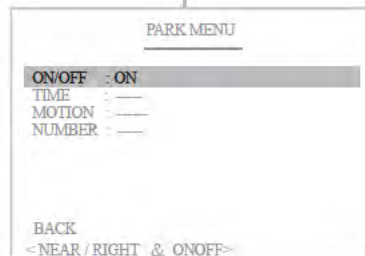 PARK MENU
ON/OFF : ON
TIME : -----
MOTION : -----
NUMBER : -----
BACK
<NEAR / RIGHT & ONOFF>